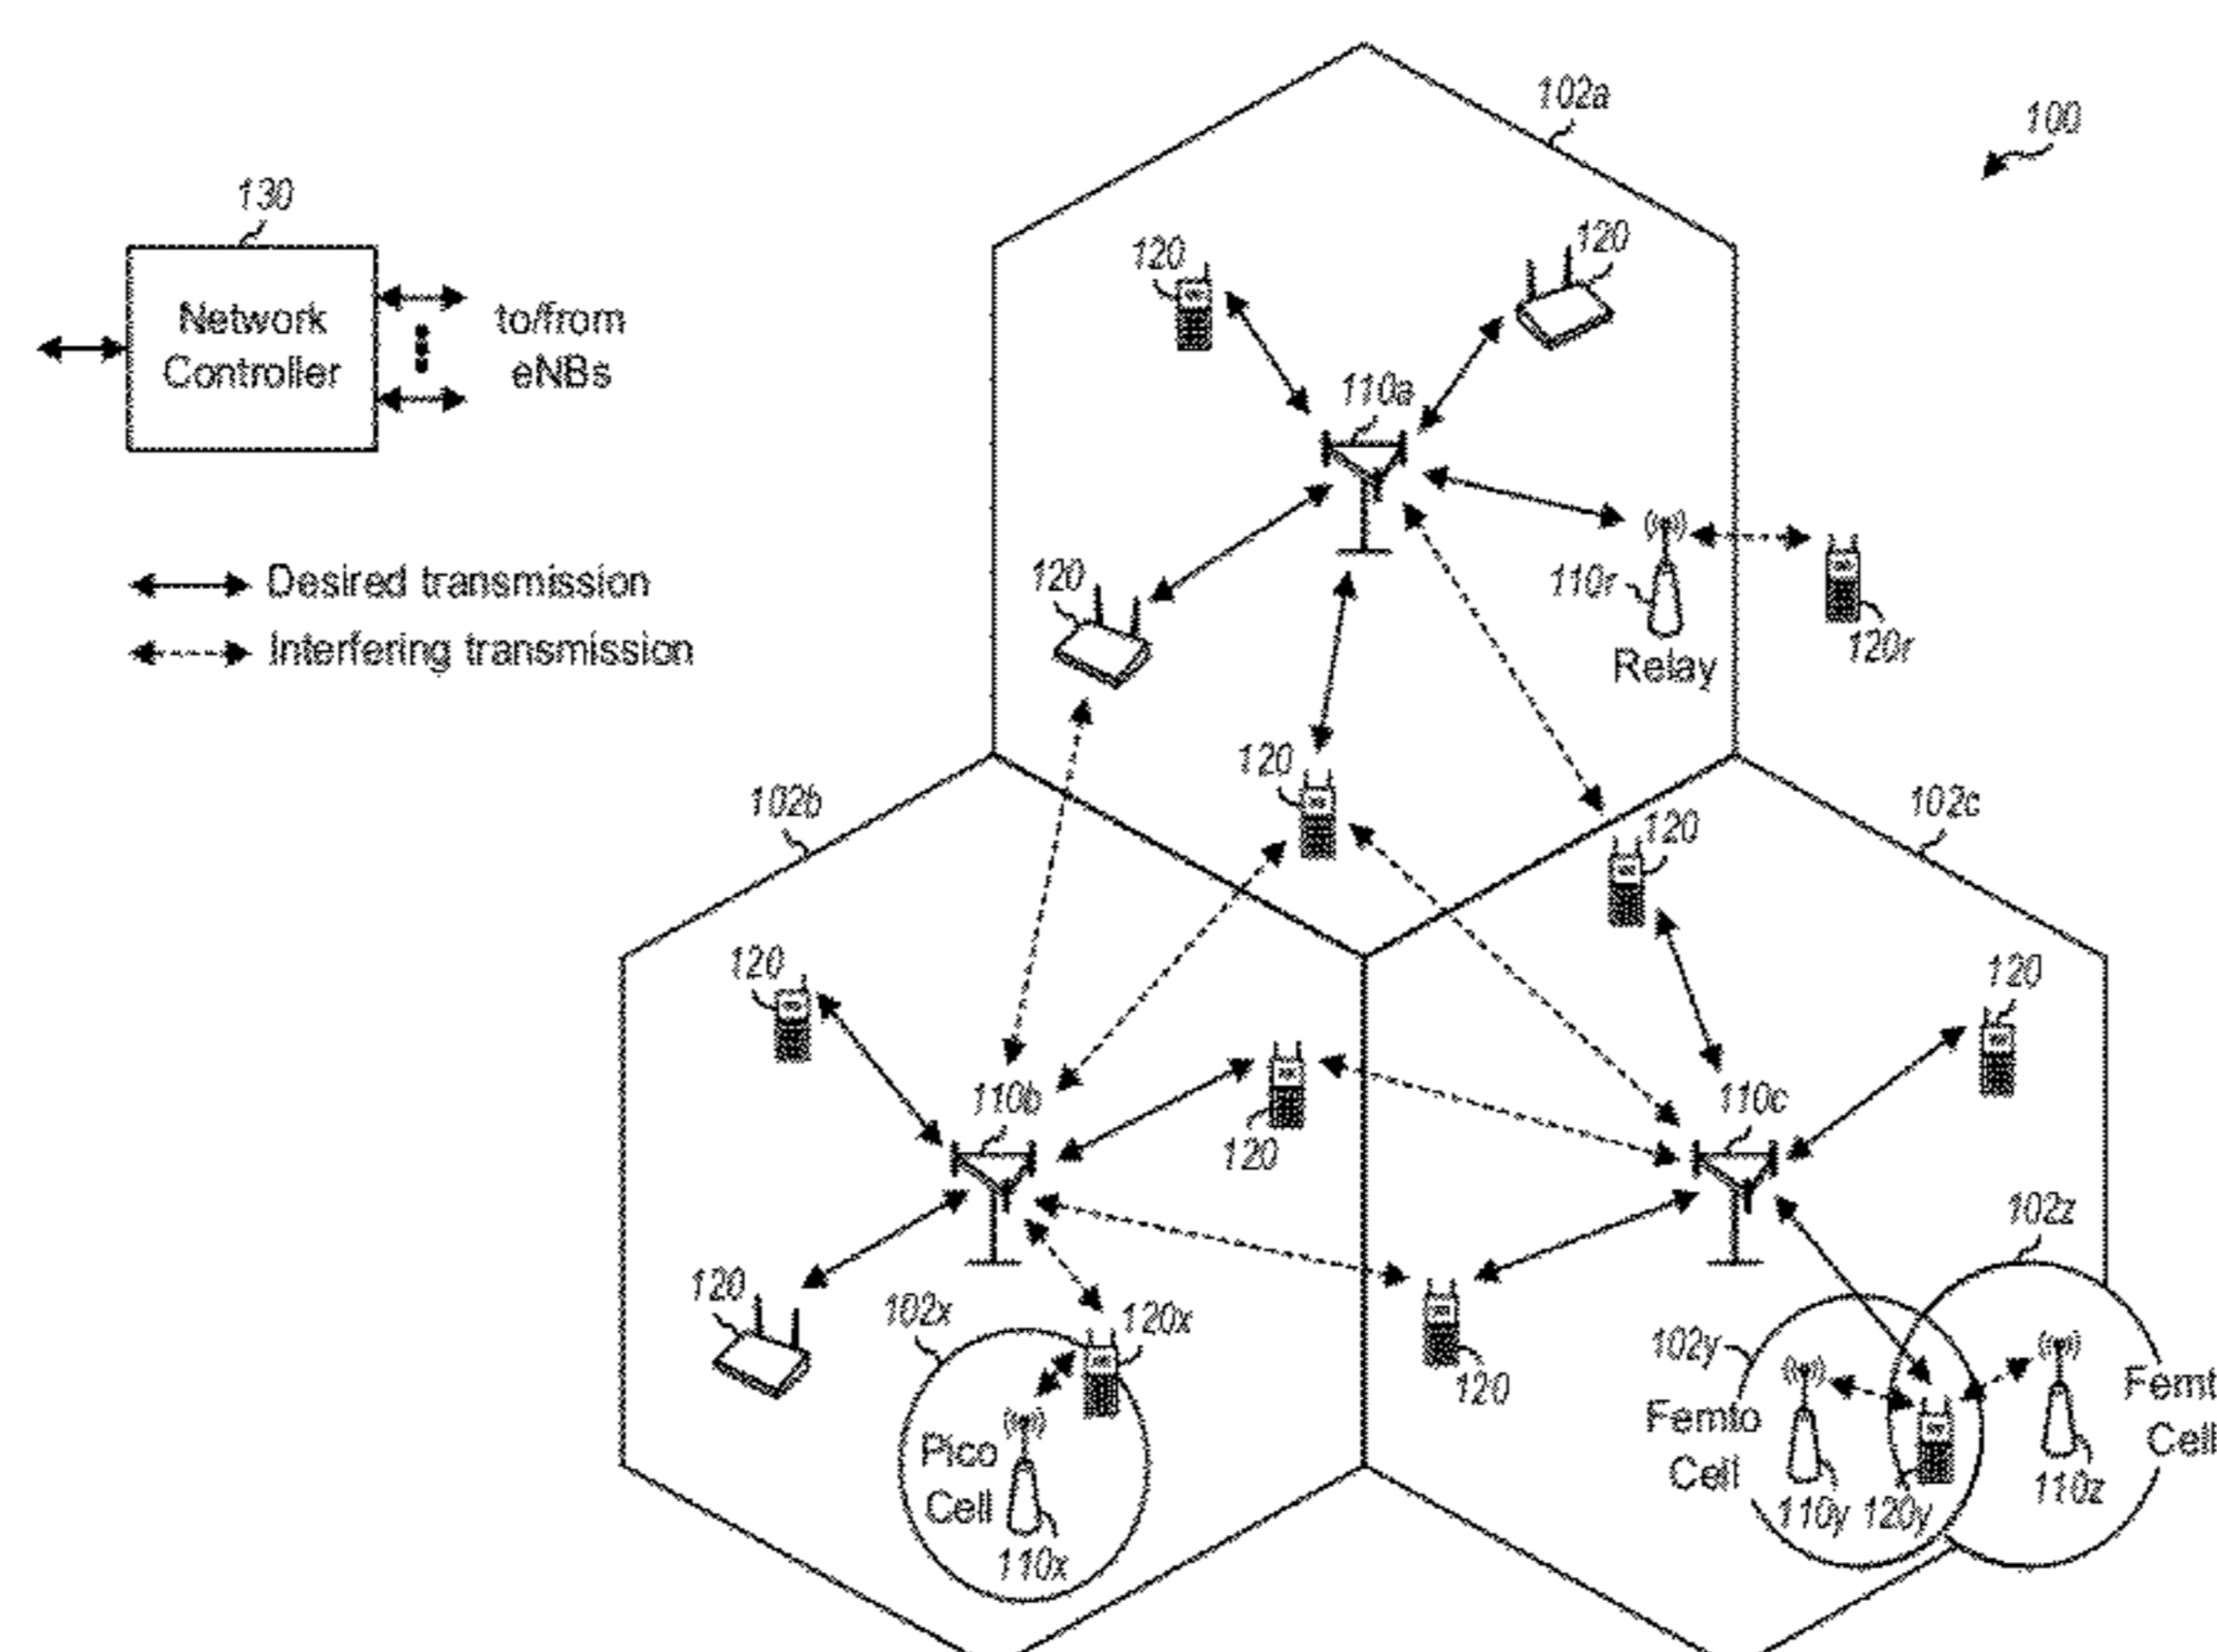 102a
100
130
120
120
Network
Controller
to/from
eNBs
110a
Desired transmission
120
110r
Interfering transmission
Relay
120r
120
102b
102c
120
120
120
110b
110c
120
102z
120
102x
120x
102y
120
Femto
Cell
Femt
Cell
Pico
Cell
110y
120y
110z
110x